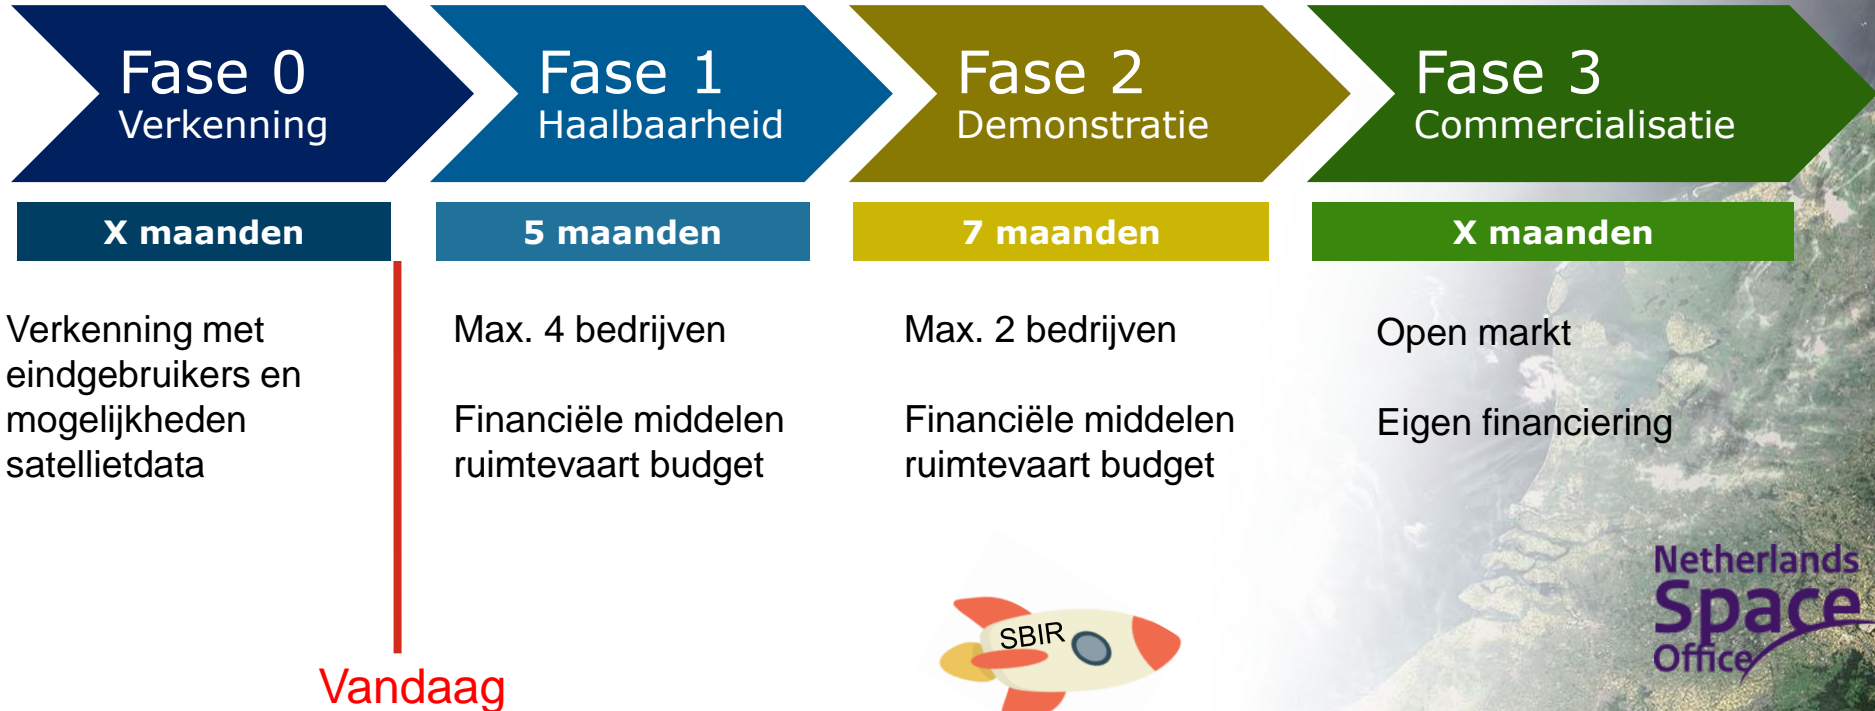 Fase 0
Verkenning
Fase 1
Haalbaarheid
Fase 2
Demonstratie
Fase 3
Commercialisatie
X maanden
5 maanden
7 maanden
X maanden
Verkenning met
eindgebruikers en
mogelijkheden
satellietdata
Max. 4 bedrijven
Financiële middelen
ruimtevaart budget
Max. 2 bedrijven
Financiële middelen
ruimtevaart budget
Open markt
Eigen financiering
Vandaag
SBIR
Netherlands
Space
Office